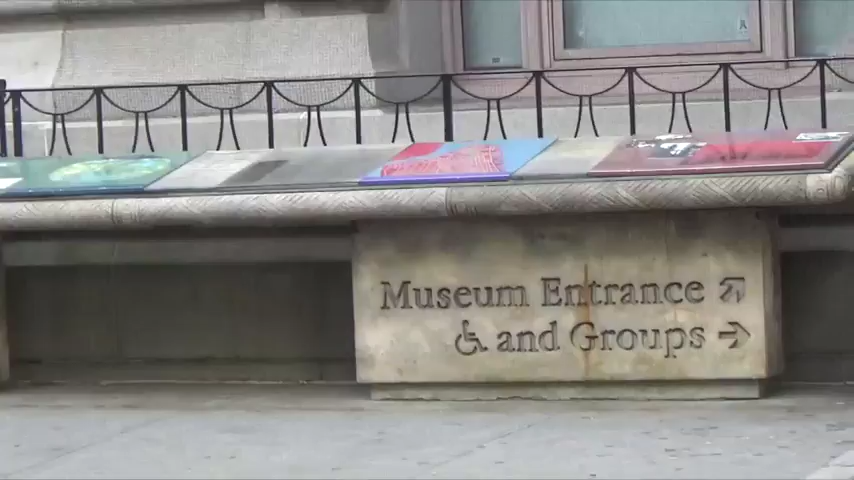 Museum Entrance ↗
♿ and Groups →